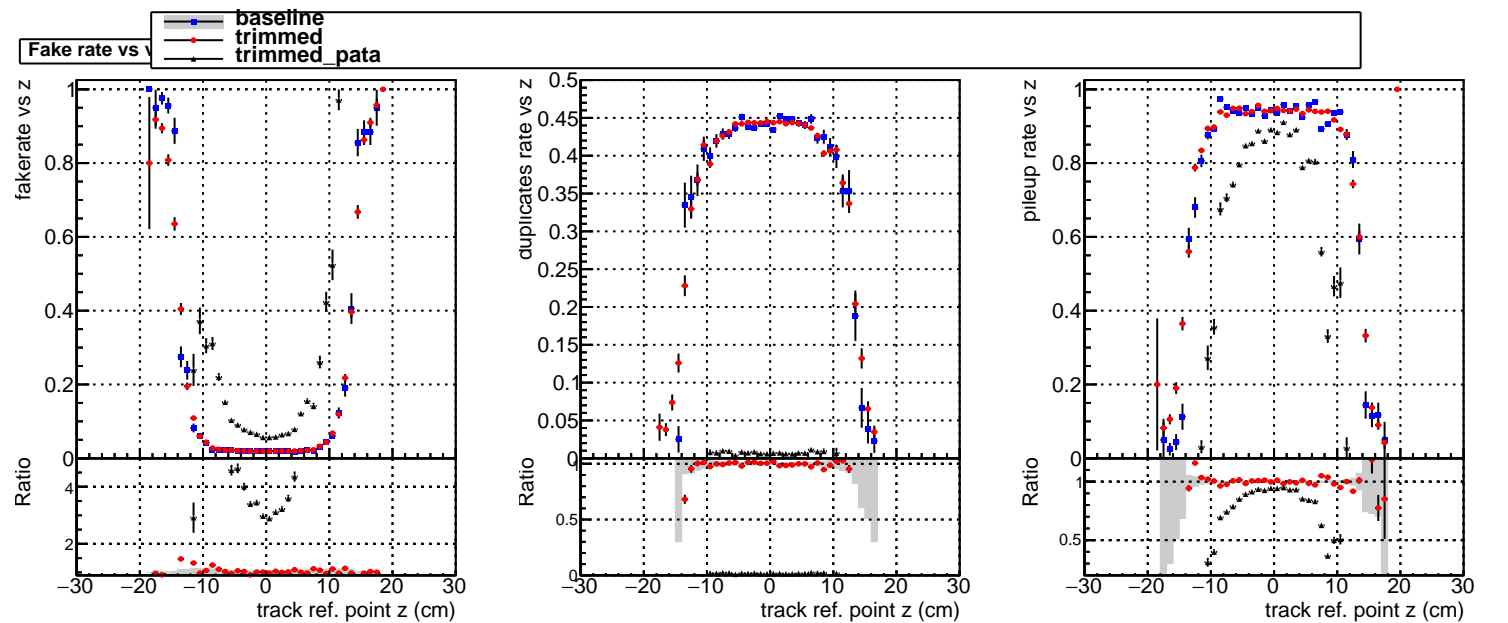 baseline
trimmed
trimmed_pata
Fake rate vs v
fakerate vs z
1
0.8
0.6
0.4
0.2
0
Ratio
4
2
−30 −20 −10 0 10 20 30
track ref. point z (cm)
duplicates rate vs z
0.5
0.45
0.4
0.35
0.3
0.25
0.2
0.15
0.1
0.05
0
Ratio
1
0.5
0
−30 −20 −10 0 10 20 30
track ref. point z (cm)
pileup rate vs z
1
0.8
0.6
0.4
0.2
0
Ratio
1
0.5
−30 −20 −10 0 10 20 30
track ref. point z (cm)